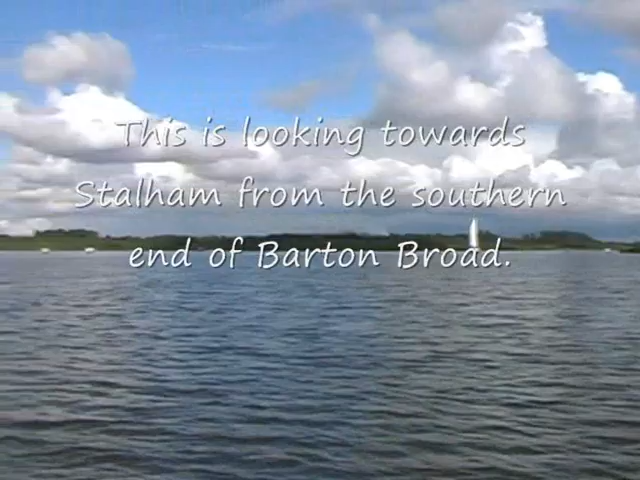 This is looking towards
Stalham from the southern
end of Barton Broad.